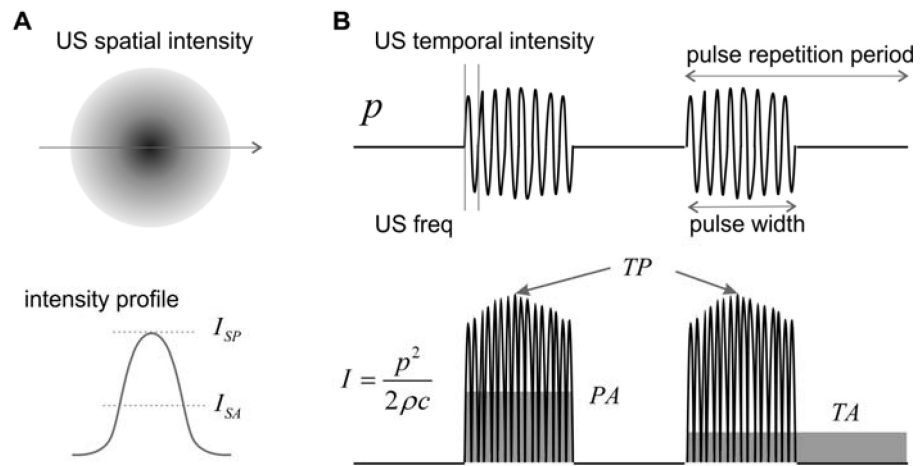 A
US spatial intensity
intensity profile
I_SP
I_SA
B
US temporal intensity
pulse repetition period
p
US freq
pulse width
TP
I = p² / 2ρc
PA
TA